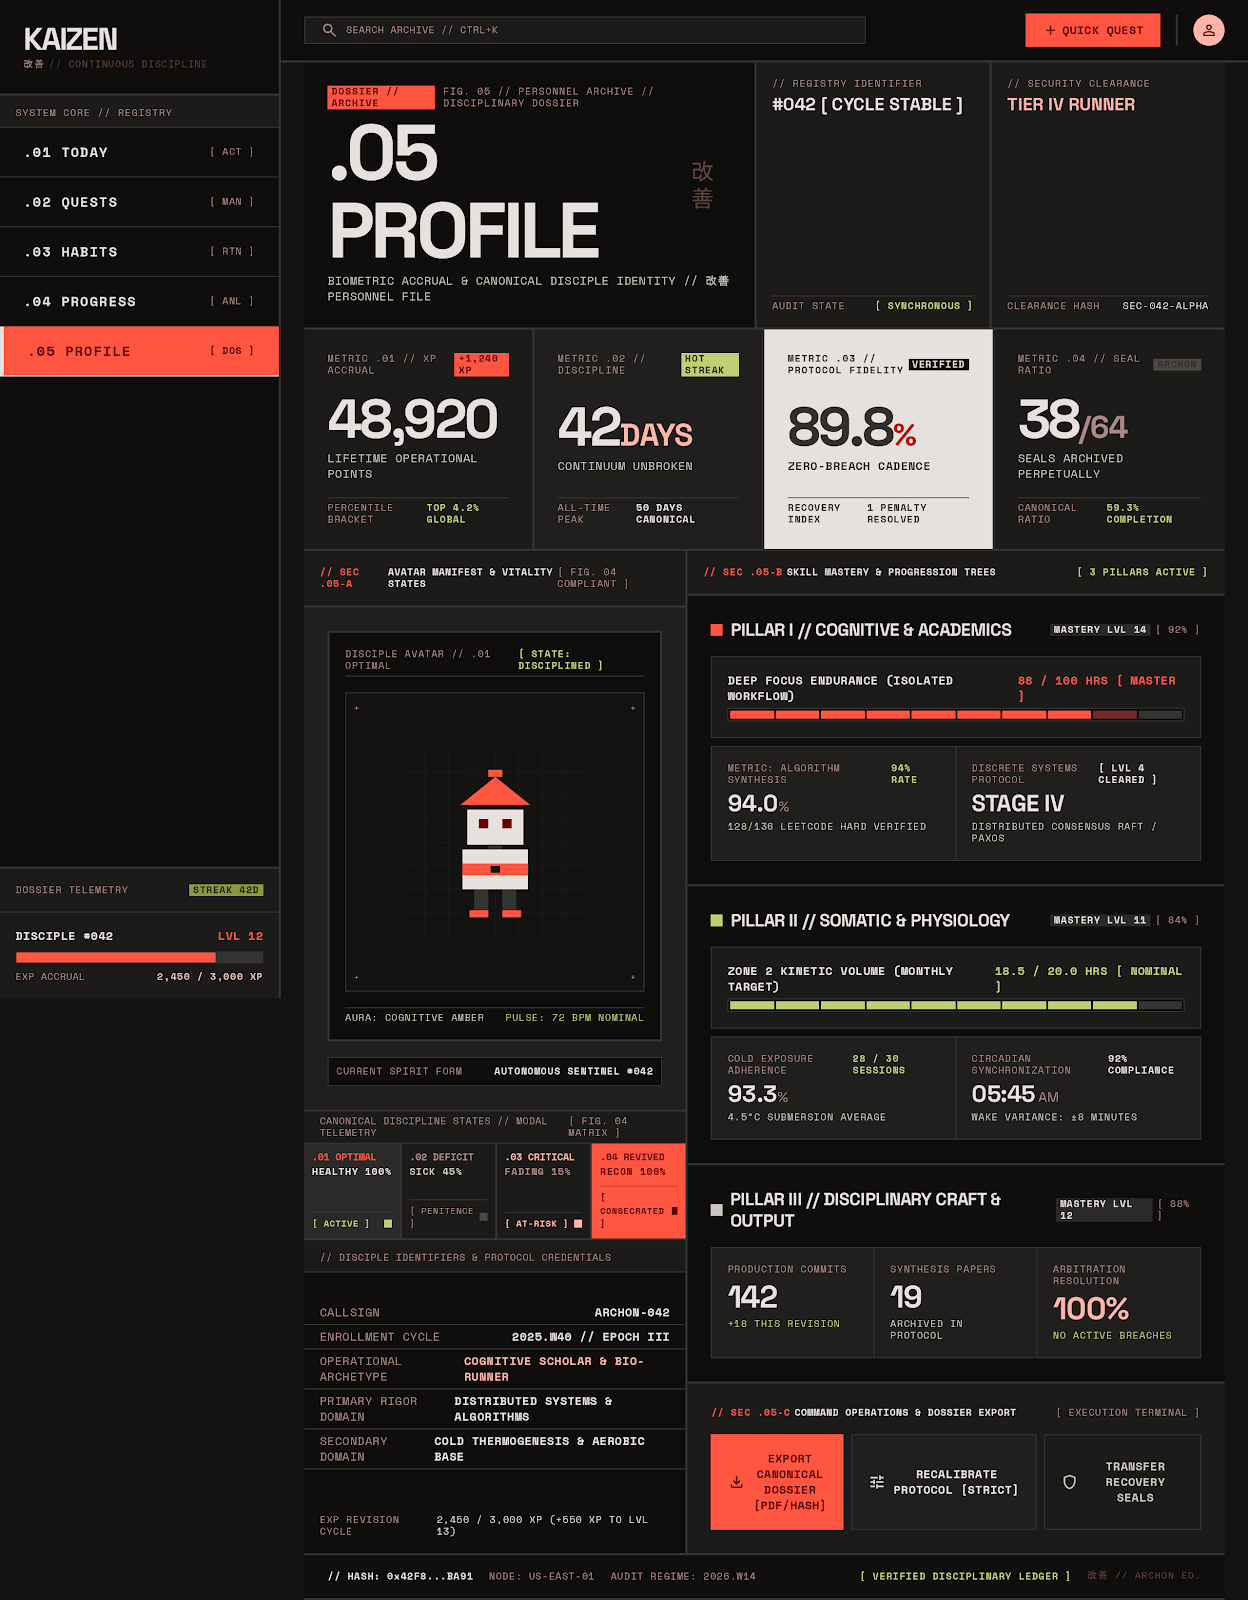 KAIZEN
改善 // CONTINUOUS DISCIPLINE
SYSTEM CORE // REGISTRY
.01 TODAY [ ACT ]
.02 QUESTS [ MAN ]
.03 HABITS [ RTN ]
.04 PROGRESS [ ANL ]
.05 PROFILE [ DOS ]
DOSSIER TELEMETRY STREAK 42D
DISCIPLE #042 LVL 12
EXP ACCRUAL 2,450 / 3,000 XP
SEARCH ARCHIVE // CTRL+K
+ QUICK QUEST
DOSSIER //
ARCHIVE
FIG. 05 // PERSONNEL ARCHIVE //
DISCIPLINARY DOSSIER
.05
PROFILE
改
善
BIOMETRIC ACCRUAL & CANONICAL DISCIPLE IDENTITY // 改善
PERSONNEL FILE
// REGISTRY IDENTIFIER
#042 [ CYCLE STABLE ]
AUDIT STATE [ SYNCHRONOUS ]
// SECURITY CLEARANCE
TIER IV RUNNER
CLEARANCE HASH SEC-042-ALPHA
METRIC .01 // XP
ACCRUAL
+1,240
XP
48,920
LIFETIME OPERATIONAL
POINTS
PERCENTILE
BRACKET
TOP 4.2%
GLOBAL
METRIC .02 //
DISCIPLINE
HOT
STREAK
42DAYS
CONTINUUM UNBROKEN
ALL-TIME
PEAK
50 DAYS
CANONICAL
METRIC .03 //
PROTOCOL FIDELITY
VERIFIED
89.8%
ZERO-BREACH CADENCE
RECOVERY
INDEX
1 PENALTY
RESOLVED
METRIC .04 // SEAL
RATIO
ARCHON
38/64
SEALS ARCHIVED
PERPETUALLY
CANONICAL
RATIO
59.3%
COMPLETION
// SEC
.05-A
AVATAR MANIFEST & VITALITY
STATES
[ FIG. 04
COMPLIANT ]
DISCIPLE AVATAR // .01
OPTIMAL
[ STATE:
DISCIPLINED ]
AURA: COGNITIVE AMBER PULSE: 72 BPM NOMINAL
CURRENT SPIRIT FORM AUTONOMOUS SENTINEL #042
CANONICAL DISCIPLINE STATES // MODAL
TELEMETRY
[ FIG. 04
MATRIX ]
.01 OPTIMAL
HEALTHY 100%
[ ACTIVE ]
.02 DEFICIT
SICK 45%
[ PENITENCE
]
.03 CRITICAL
FADING 15%
[ AT-RISK ]
.04 REVIVED
RECON 100%
[
CONSECRATED
]
// DISCIPLE IDENTIFIERS & PROTOCOL CREDENTIALS
CALLSIGN ARCHON-042
ENROLLMENT CYCLE 2025.W40 // EPOCH III
OPERATIONAL
ARCHETYPE
COGNITIVE SCHOLAR & BIO-
RUNNER
PRIMARY RIGOR
DOMAIN
DISTRIBUTED SYSTEMS &
ALGORITHMS
SECONDARY
DOMAIN
COLD THERMOGENESIS & AEROBIC
BASE
EXP REVISION
CYCLE
2,450 / 3,000 XP (+550 XP TO LVL
13)
// SEC .05-B SKILL MASTERY & PROGRESSION TREES [ 3 PILLARS ACTIVE ]
PILLAR I // COGNITIVE & ACADEMICS MASTERY LVL 14 [ 92% ]
DEEP FOCUS ENDURANCE (ISOLATED
WORKFLOW)
88 / 100 HRS [ MASTER
]
METRIC: ALGORITHM
SYNTHESIS
94%
RATE
94.0%
128/136 LEETCODE HARD VERIFIED
DISCRETE SYSTEMS
PROTOCOL
[ LVL 4
CLEARED ]
STAGE IV
DISTRIBUTED CONSENSUS RAFT /
PAXOS
PILLAR II // SOMATIC & PHYSIOLOGY MASTERY LVL 11 [ 84% ]
ZONE 2 KINETIC VOLUME (MONTHLY
TARGET)
18.5 / 20.0 HRS [ NOMINAL
]
COLD EXPOSURE
ADHERENCE
28 / 30
SESSIONS
93.3%
4.5°C SUBMERSION AVERAGE
CIRCADIAN
SYNCHRONIZATION
92%
COMPLIANCE
05:45 AM
WAKE VARIANCE: ±8 MINUTES
PILLAR III // DISCIPLINARY CRAFT &
OUTPUT
MASTERY LVL
12
[ 88%
]
PRODUCTION COMMITS
142
+18 THIS REVISION
SYNTHESIS PAPERS
19
ARCHIVED IN
PROTOCOL
ARBITRATION
RESOLUTION
100%
NO ACTIVE BREACHES
// SEC .05-C COMMAND OPERATIONS & DOSSIER EXPORT [ EXECUTION TERMINAL ]
EXPORT
CANONICAL
DOSSIER
[PDF/HASH]
RECALIBRATE
PROTOCOL [STRICT]
TRANSFER
RECOVERY
SEALS
// HASH: 0x42F8...BA91 NODE: US-EAST-01 AUDIT REGIME: 2026.W14 [ VERIFIED DISCIPLINARY LEDGER ] 改善 // ARCHON ED.